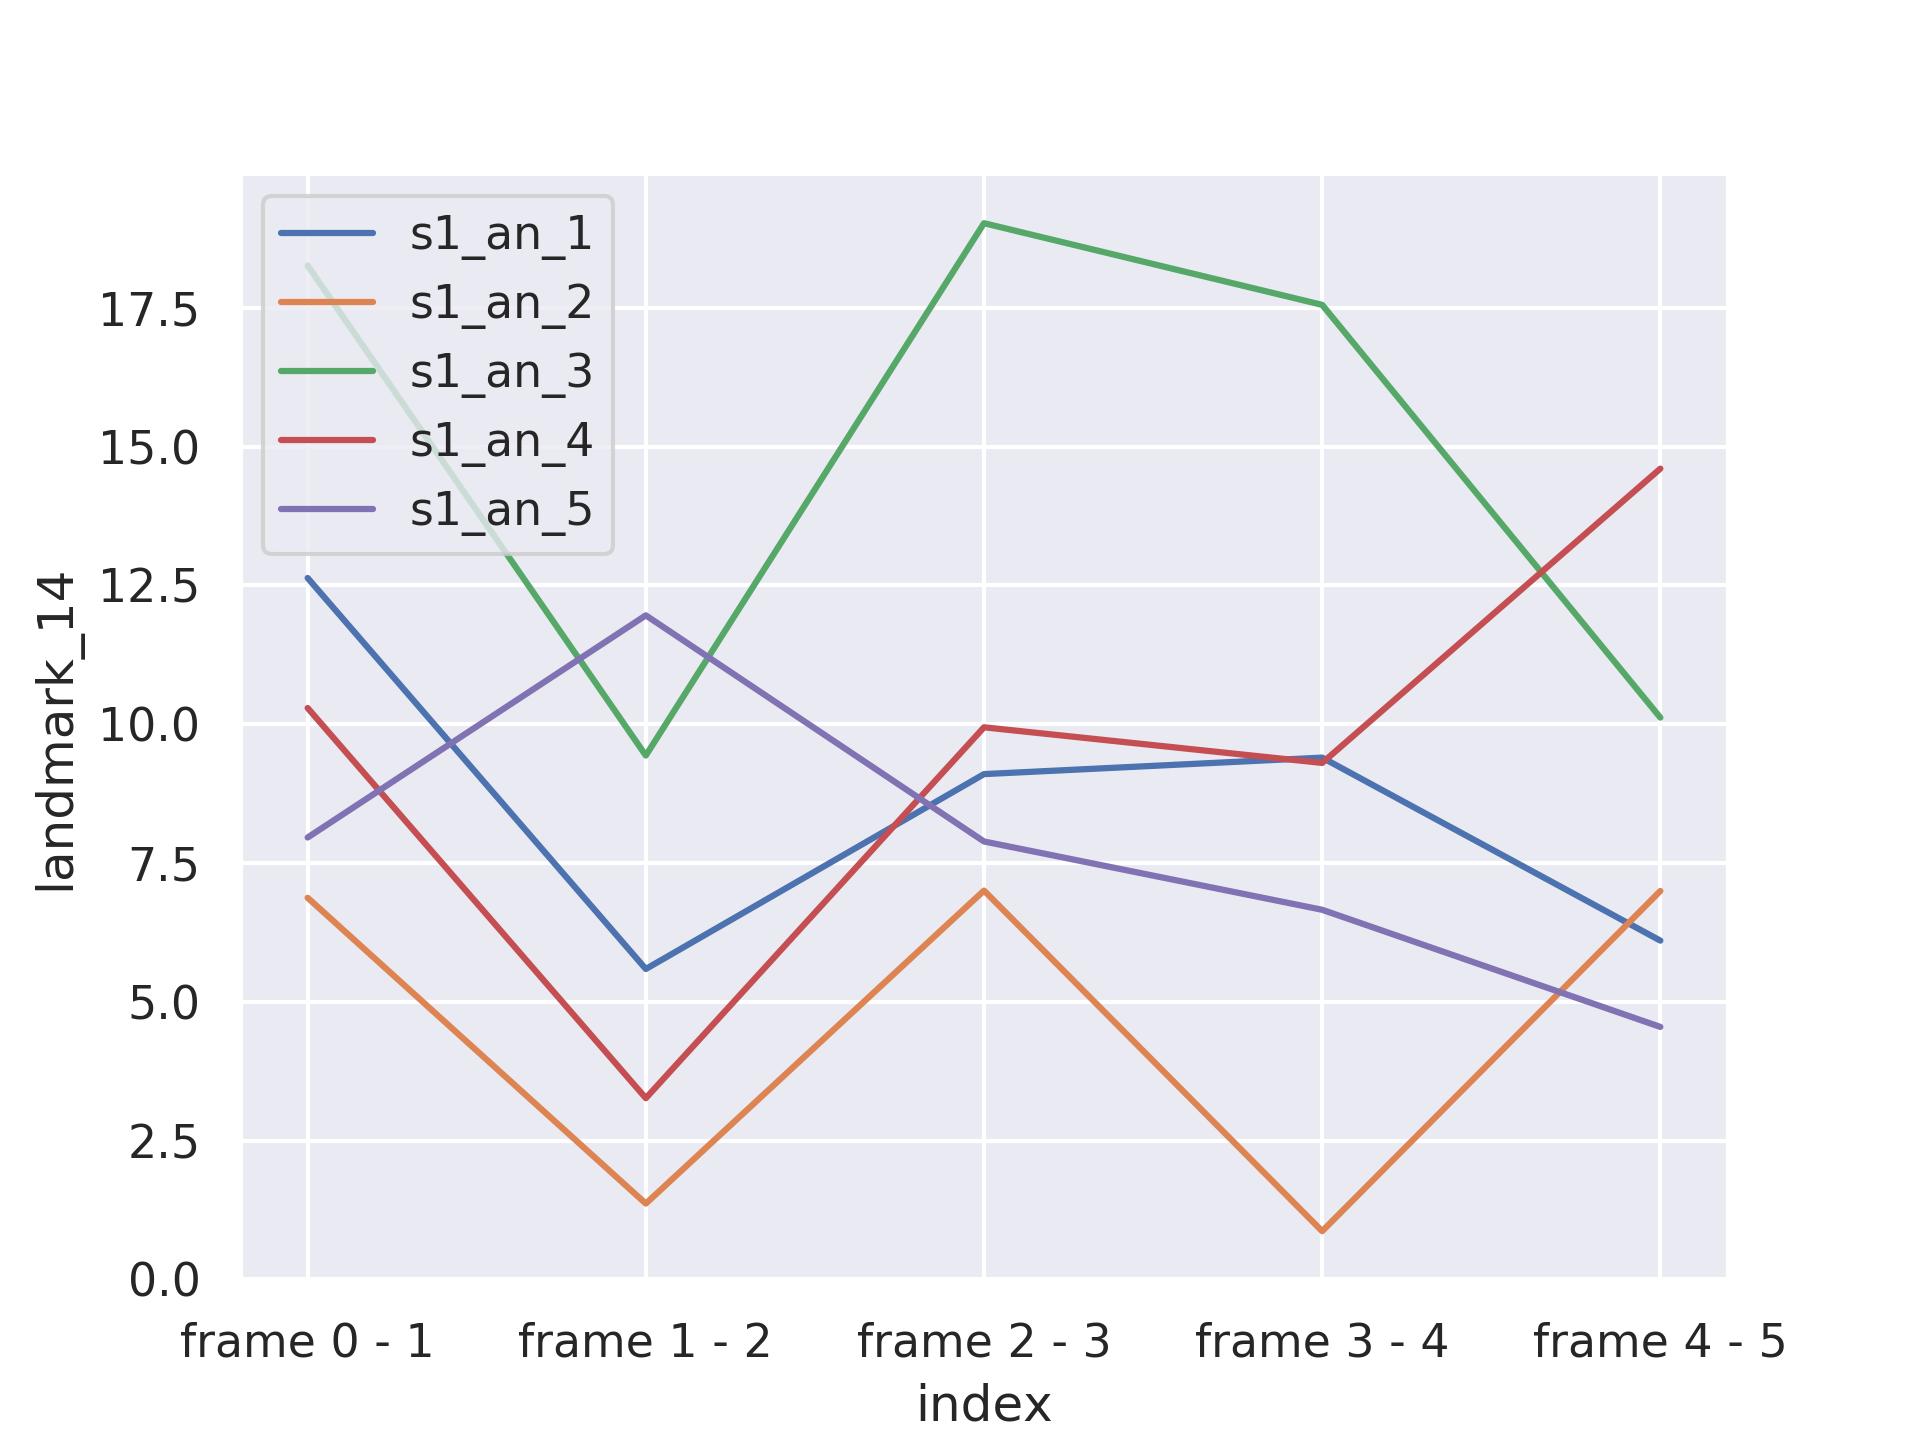 s1_an_1
s1_an_2
s1_an_3
s1_an_4
s1_an_5
17.5
15.0
12.5
10.0
7.5
5.0
2.5
0.0
landmark_14
frame 0 - 1 frame 1 - 2 frame 2 - 3 frame 3 - 4 frame 4 - 5
index